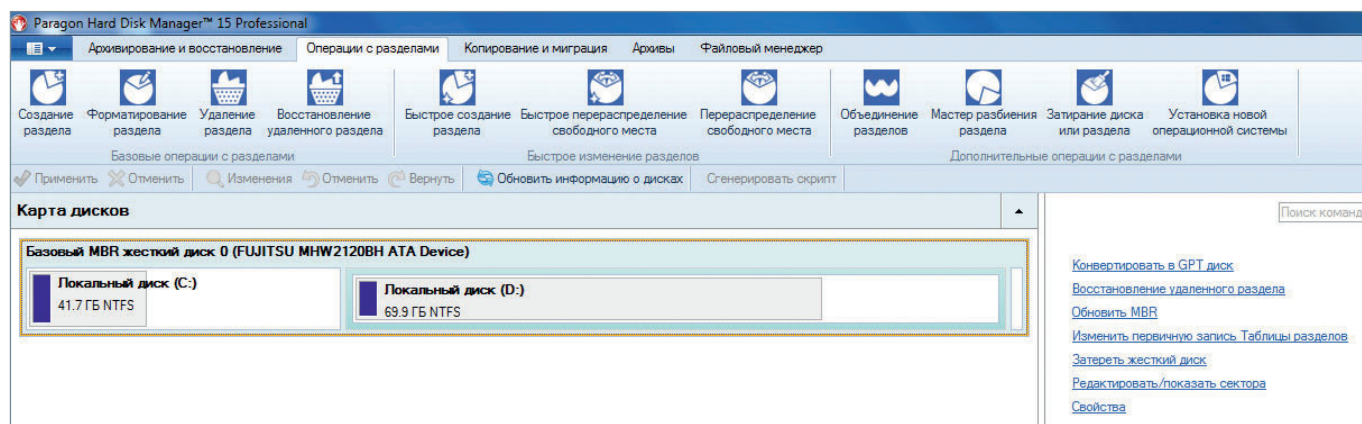 Paragon Hard Disk Manager™ 15 Professional
Архивирование и восстановление Операции с разделами Копирование и миграция Архивы Файловый менеджер
Создание раздела
Форматирование раздела
Удаление раздела
Восстановление удаленного раздела
Быстрое создание раздела
Быстрое перераспределение свободного места
Перераспределение свободного места
Объединение разделов
Мастер разбиения раздела
Затирание диска или раздела
Установка новой операционной системы
Базовые операции с разделами Быстрое изменение разделов Дополнительные операции с разделами
Применить Отменить Изменения Отменить Вернуть Обновить информацию о дисках Сгенерировать скрипт
Карта дисков
Поиск команд
Базовый MBR жесткий диск 0 (FUJITSU MHW2120BH ATA Device)
Локальный диск (C:)
41.7 ГБ NTFS
Локальный диск (D:)
69.9 ГБ NTFS
Конвертировать в GPT диск
Восстановление удаленного раздела
Обновить MBR
Изменить первичную запись Таблицы разделов
Затереть жесткий диск
Редактировать/показать сектора
Свойства